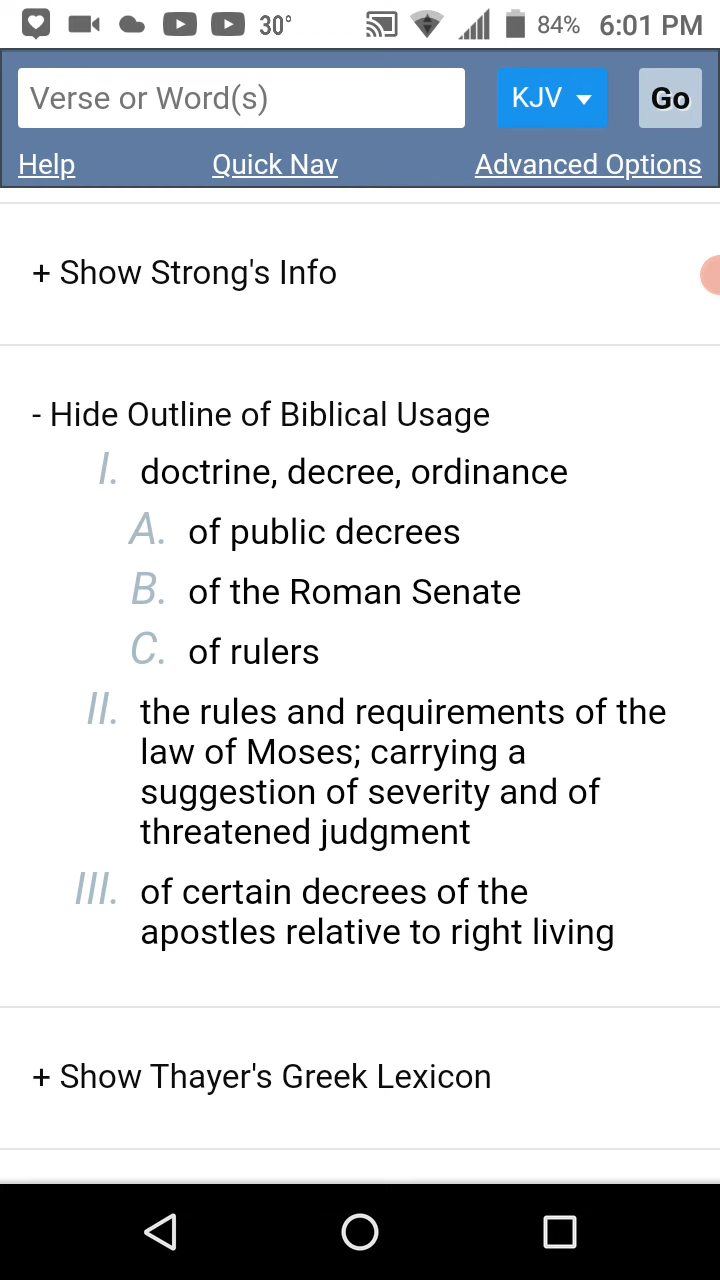 30° 84% 6:01 PM
Verse or Word(s) KJV Go
Help Quick Nav Advanced Options
+ Show Strong's Info
- Hide Outline of Biblical Usage
I. doctrine, decree, ordinance
A. of public decrees
B. of the Roman Senate
C. of rulers
II. the rules and requirements of the
law of Moses; carrying a
suggestion of severity and of
threatened judgment
III. of certain decrees of the
apostles relative to right living
+ Show Thayer's Greek Lexicon